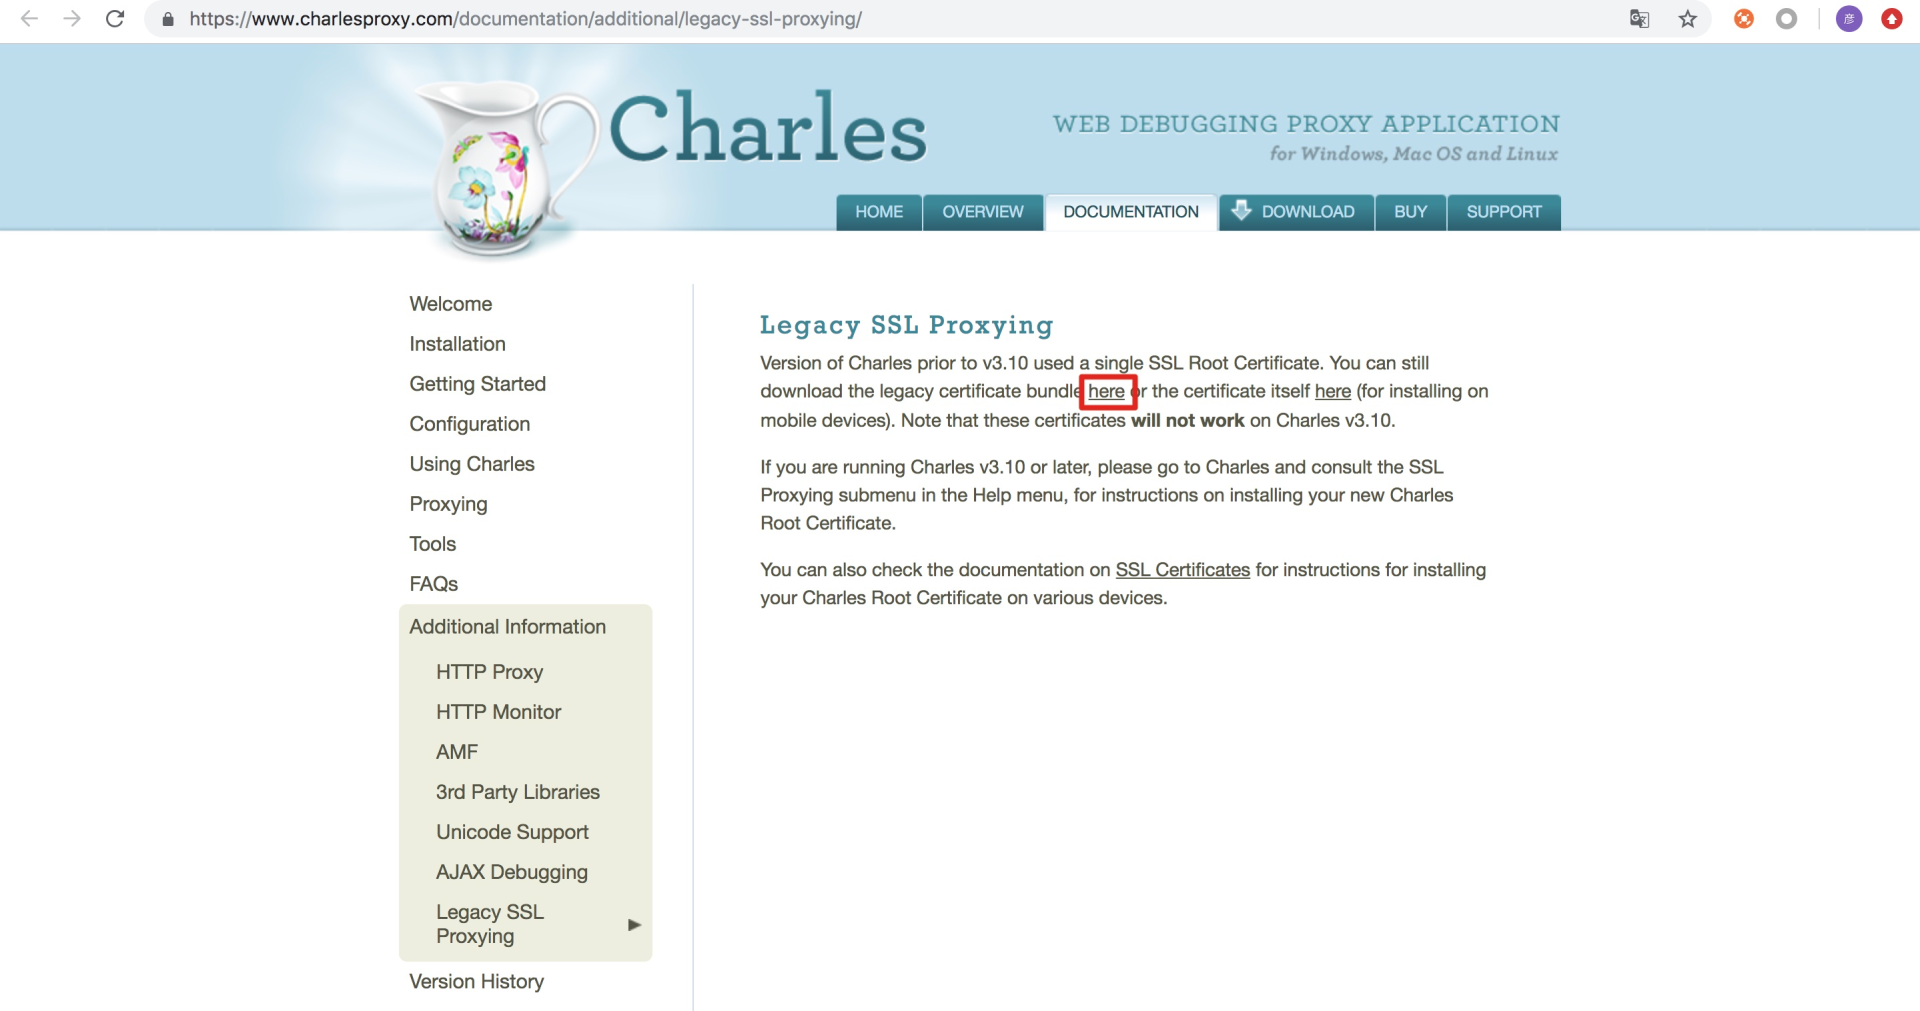 https://www.charlesproxy.com/documentation/additional/legacy-ssl-proxying/
彦
Charles
WEB DEBUGGING PROXY APPLICATION
for Windows, Mac OS and Linux
HOME
OVERVIEW
DOCUMENTATION
DOWNLOAD
BUY
SUPPORT
Welcome
Installation
Getting Started
Configuration
Using Charles
Proxying
Tools
FAQs
Additional Information
HTTP Proxy
HTTP Monitor
AMF
3rd Party Libraries
Unicode Support
AJAX Debugging
Legacy SSL
Proxying
Version History
Legacy SSL Proxying
Version of Charles prior to v3.10 used a single SSL Root Certificate. You can still
download the legacy certificate bundle here or the certificate itself here (for installing on
mobile devices). Note that these certificates will not work on Charles v3.10.
If you are running Charles v3.10 or later, please go to Charles and consult the SSL
Proxying submenu in the Help menu, for instructions on installing your new Charles
Root Certificate.
You can also check the documentation on SSL Certificates for instructions for installing
your Charles Root Certificate on various devices.